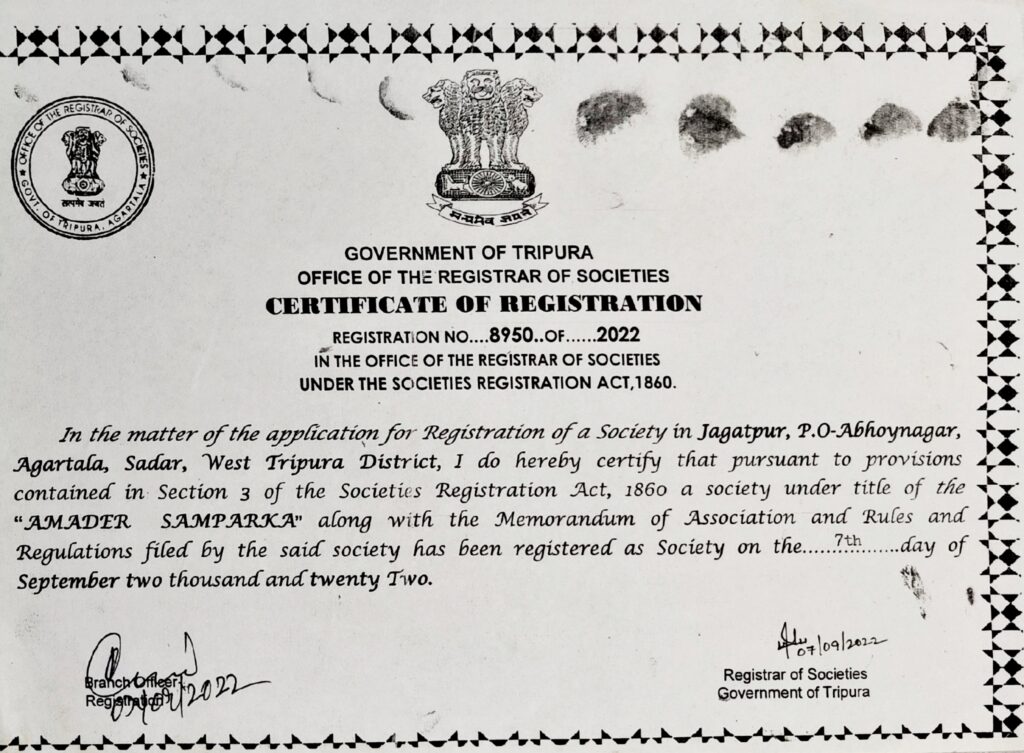 OFFICE OF THE REGISTRAR OF SOCIETIES
GOVT. OF TRIPURA, AGARTALA
सत्यमेव जयते
सत्यमेव जयते
GOVERNMENT OF TRIPURA
OFFICE OF THE REGISTRAR OF SOCIETIES
CERTIFICATE OF REGISTRATION
REGISTRATION NO....8950..OF......2022
IN THE OFFICE OF THE REGISTRAR OF SOCIETIES
UNDER THE SOCIETIES REGISTRATION ACT,1860.
In the matter of the application for Registration of a Society in Jagatpur, P.O-Abhoynagar,
Agartala, Sadar, West Tripura District, I do hereby certify that pursuant to provisions
contained in Section 3 of the Societies Registration Act, 1860 a society under title of the
“AMADER SAMPARKA” along with the Memorandum of Association and Rules and
Regulations filed by the said society has been registered as Society on the.......7th.......day of
September two thousand and twenty Two.
Branch Officer
Registration
07/09/2022
07/09/2022
Registrar of Societies
Government of Tripura